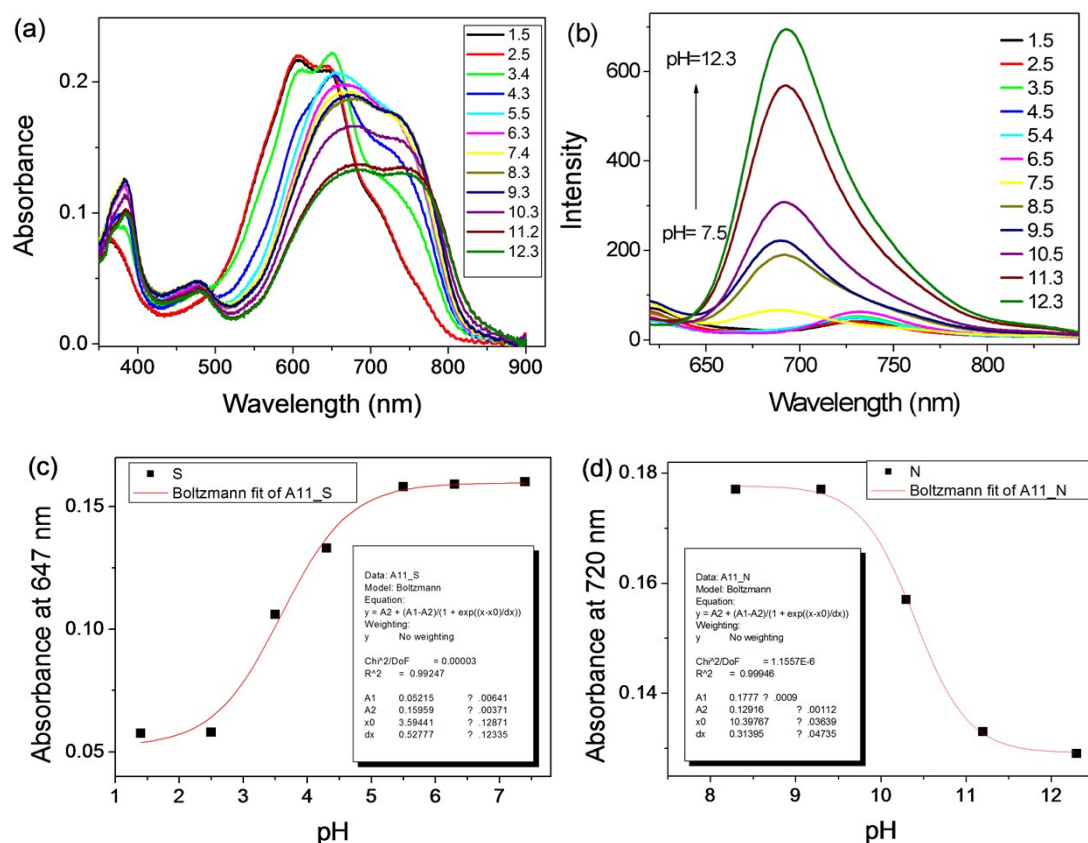 (a)
1.5
2.5
3.4
4.3
5.5
6.3
7.4
8.3
9.3
10.3
11.2
12.3
0.2
0.1
0.0
Absorbance
400 500 600 700 800 900
Wavelength (nm)
(b)
pH=12.3
pH= 7.5
1.5
2.5
3.5
4.5
5.4
6.5
7.5
8.5
9.5
10.5
11.3
12.3
600
400
200
0
Intensity
650 700 750 800
Wavelength (nm)
(c)
S
Boltzmann fit of A11_S
0.15
0.10
0.05
Absorbance at 647 nm
Data: A11_S
Model: Boltzmann
Equation:
y = A2 + (A1-A2)/(1 + exp((x-x0)/dx))
Weighting:
y No weighting
Chi^2/DoF = 0.00003
R^2 = 0.99247
A1 0.05215 ? .00641
A2 0.15959 ? .00371
x0 3.59441 ? .12871
dx 0.52777 ? .12335
1 2 3 4 5 6 7
pH
(d)
N
Boltzmann fit of A11_N
0.18
0.16
0.14
Absorbance at 720 nm
Data: A11_N
Model: Boltzmann
Equation:
y = A2 + (A1-A2)/(1 + exp((x-x0)/dx))
Weighting:
y No weighting
Chi^2/DoF = 1.1557E-6
R^2 = 0.99946
A1 0.1777 ? .0009
A2 0.12916 ? .00112
x0 10.39767 ? .03639
dx 0.31395 ? .04735
8 9 10 11 12
pH